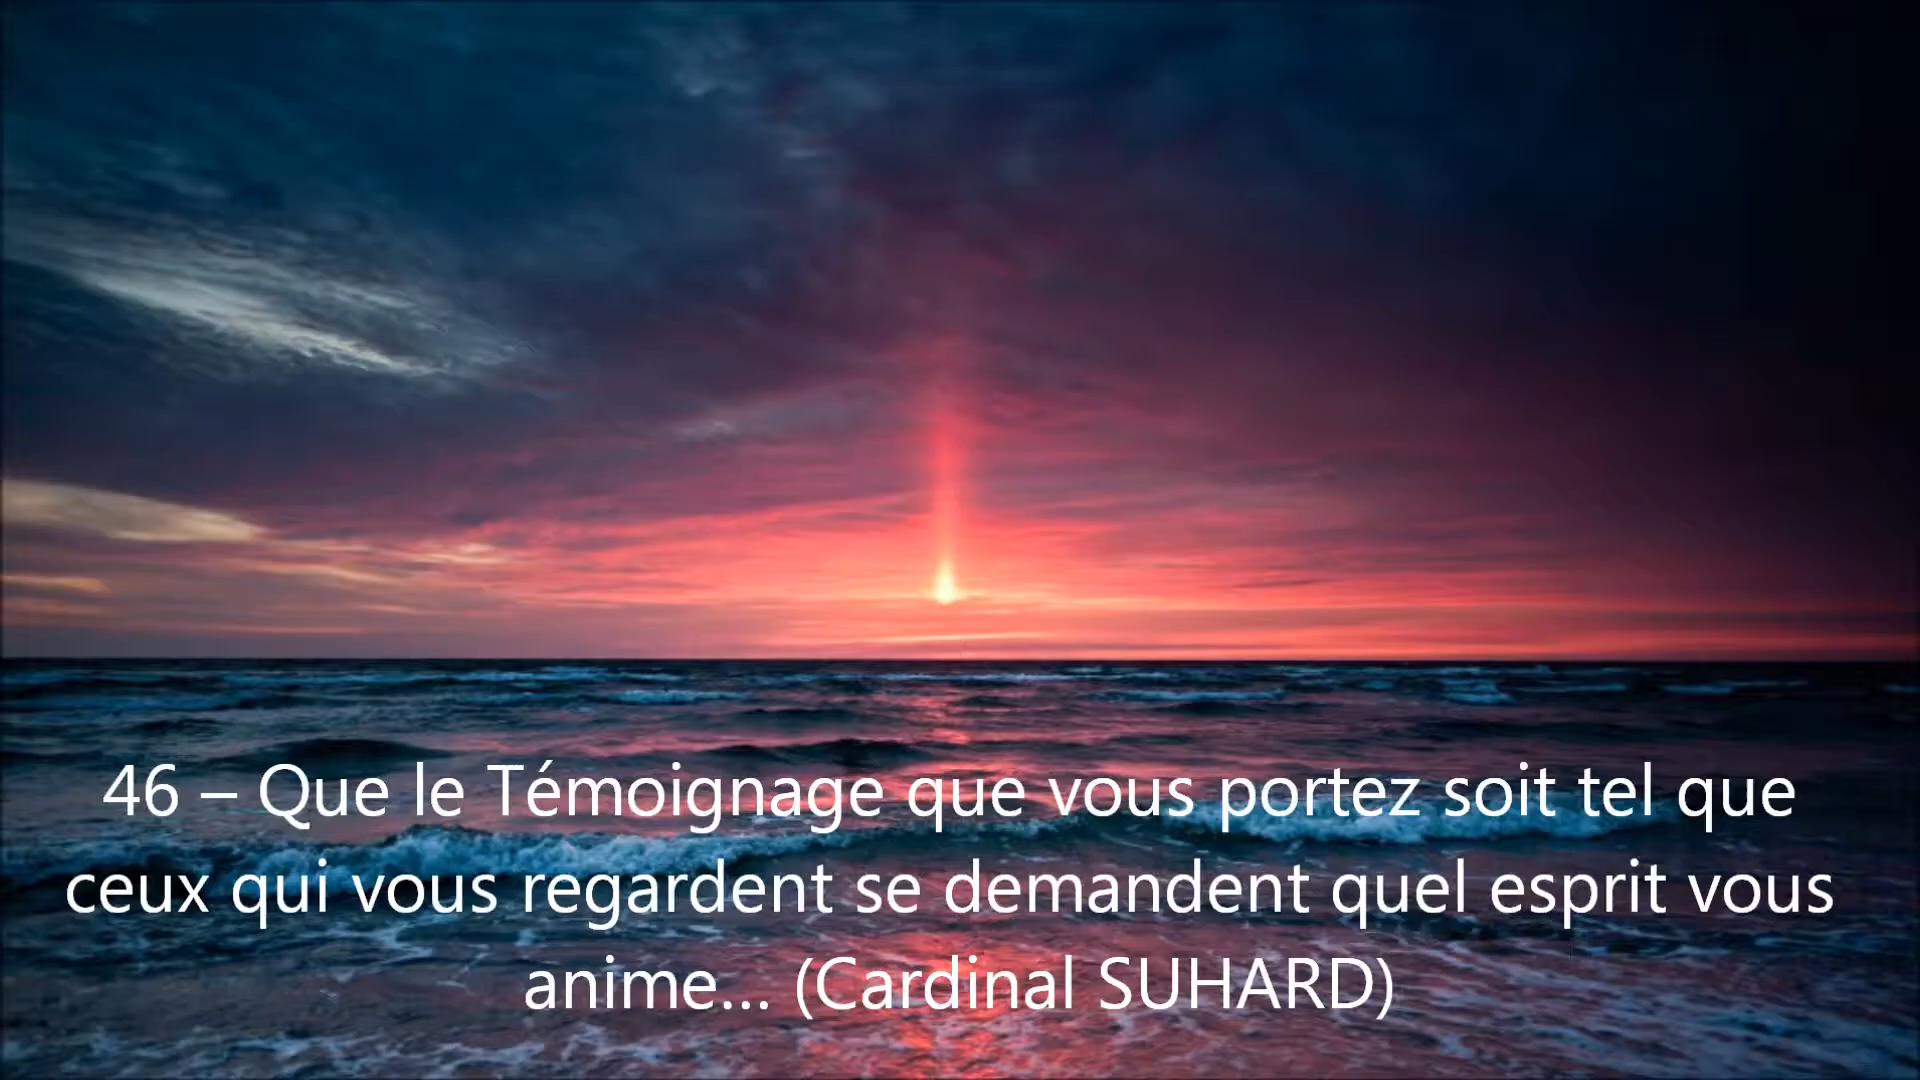 46 – Que le Témoignage que vous portez soit tel que
ceux qui vous regardent se demandent quel esprit vous
anime... (Cardinal SUHARD)